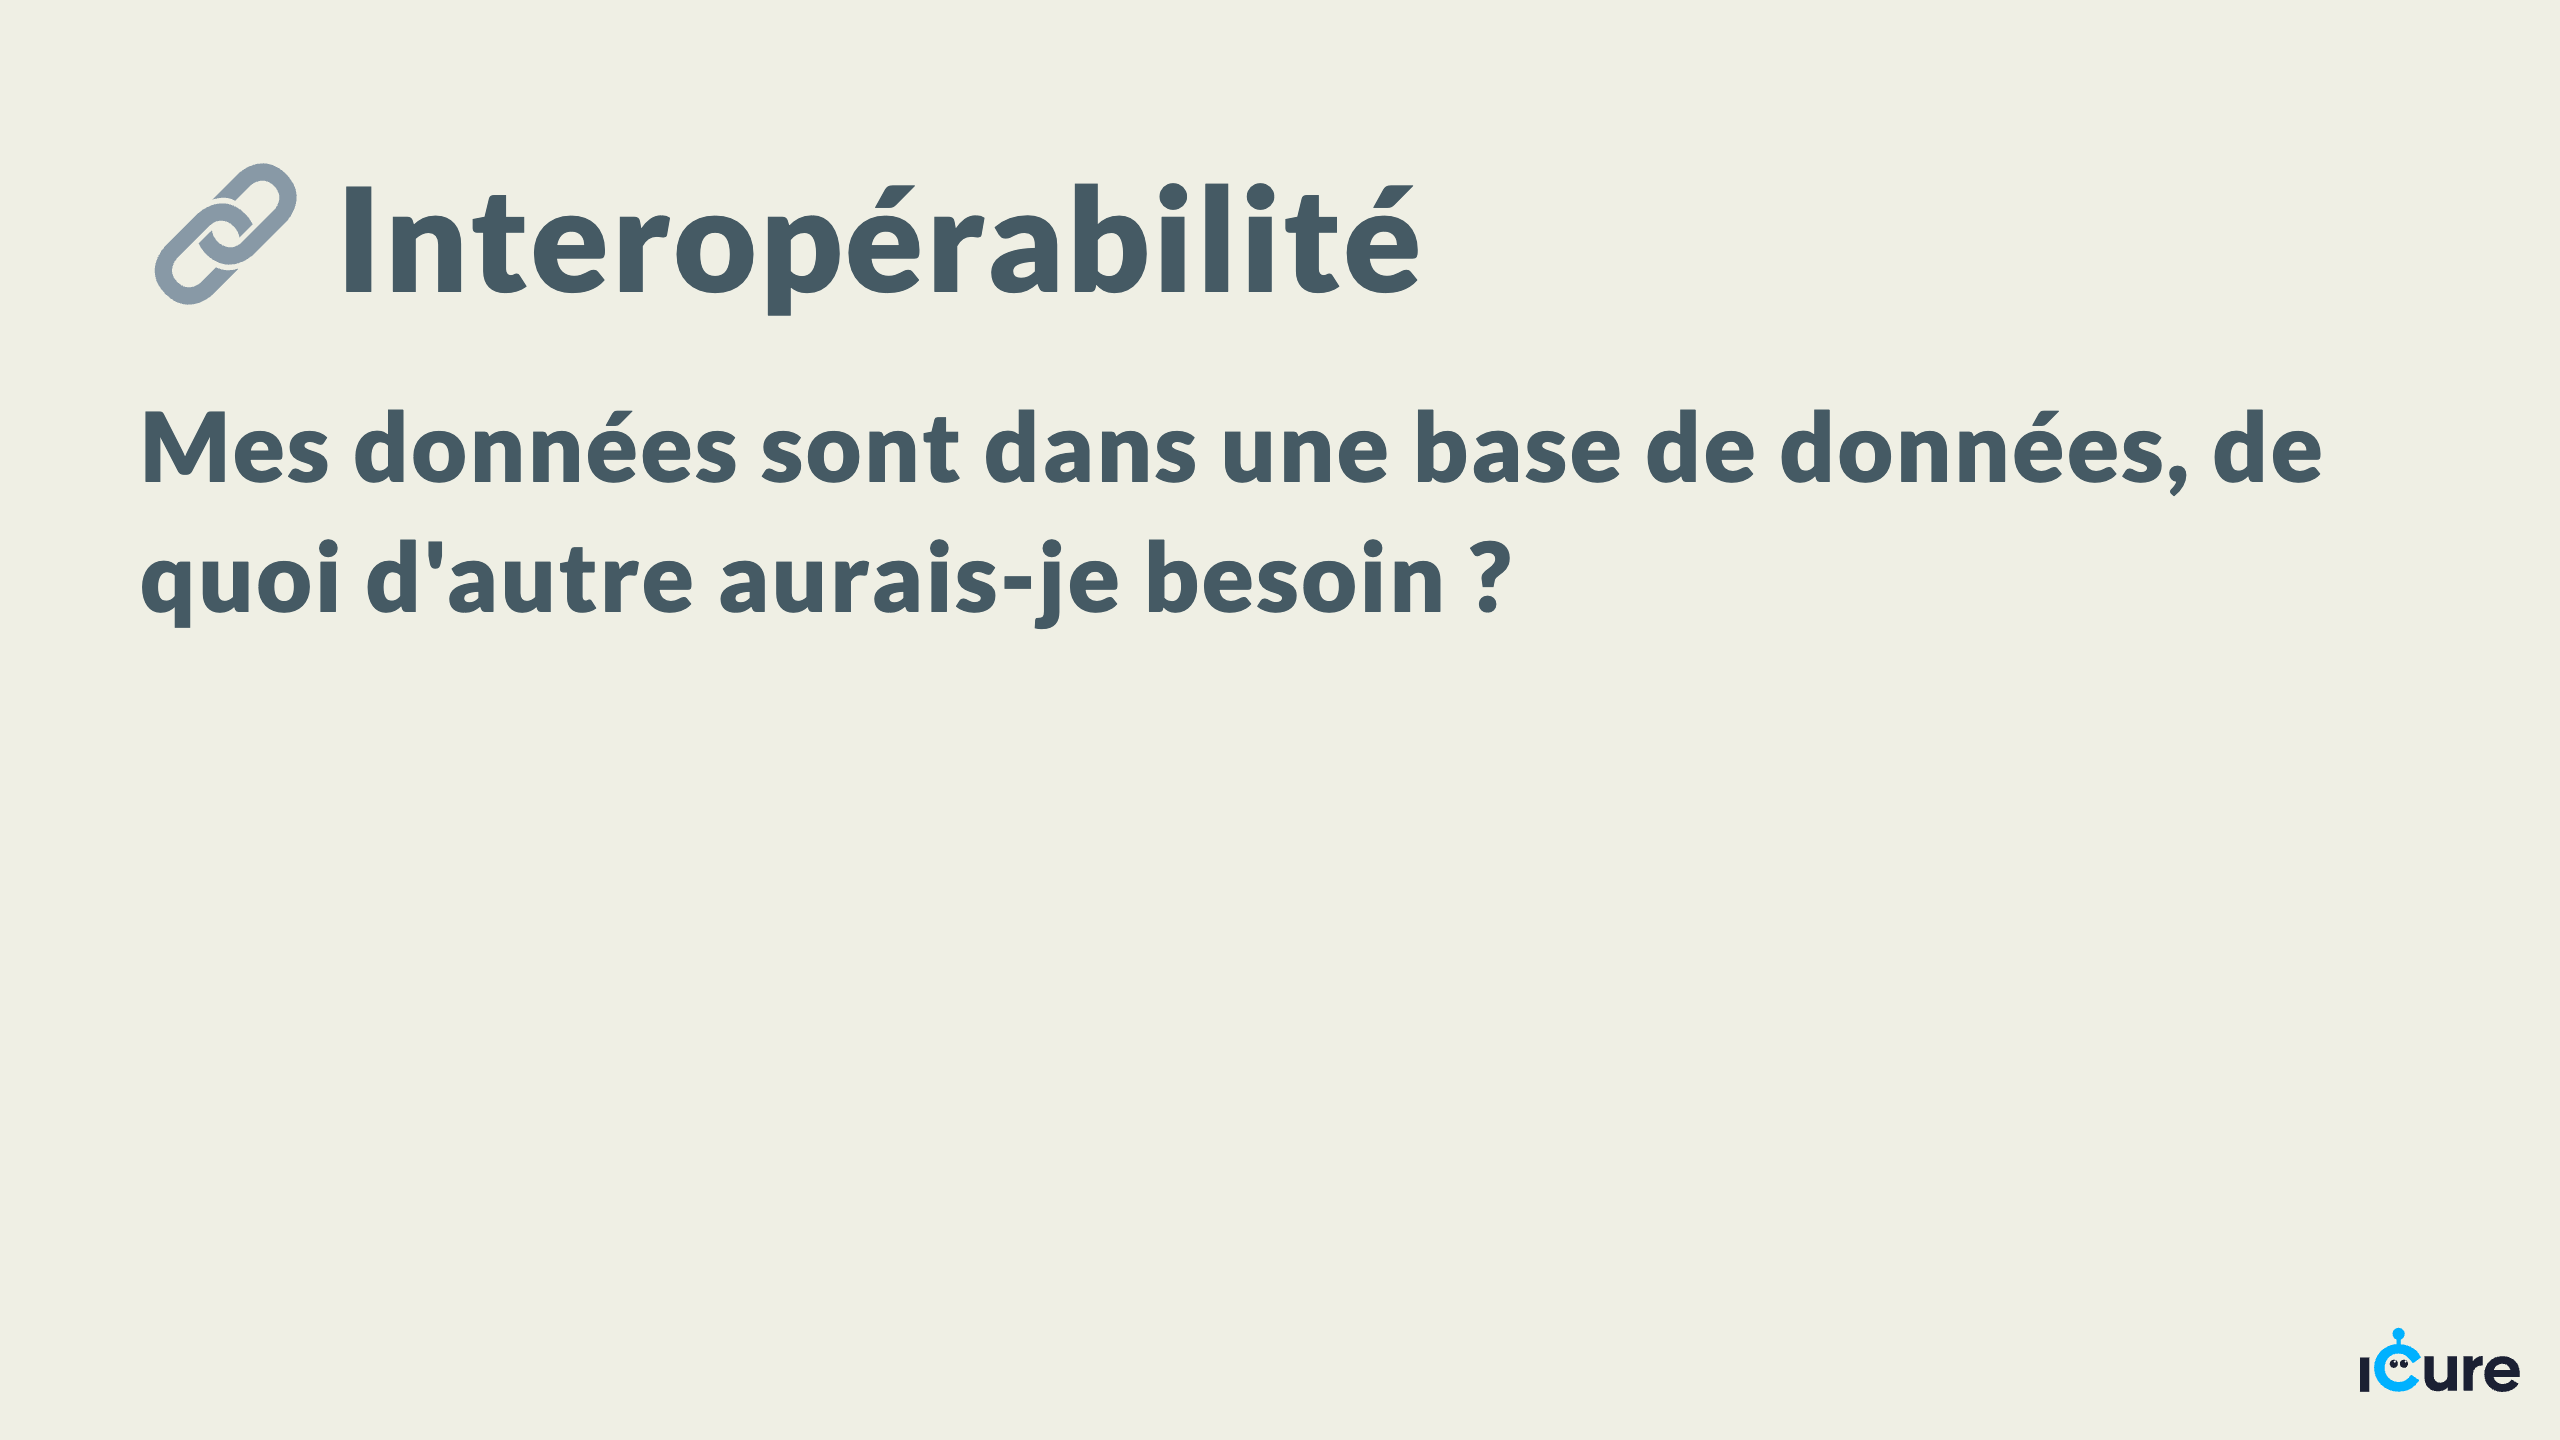 Interopérabilité
Mes données sont dans une base de données, de
quoi d'autre aurais-je besoin ?
iCure